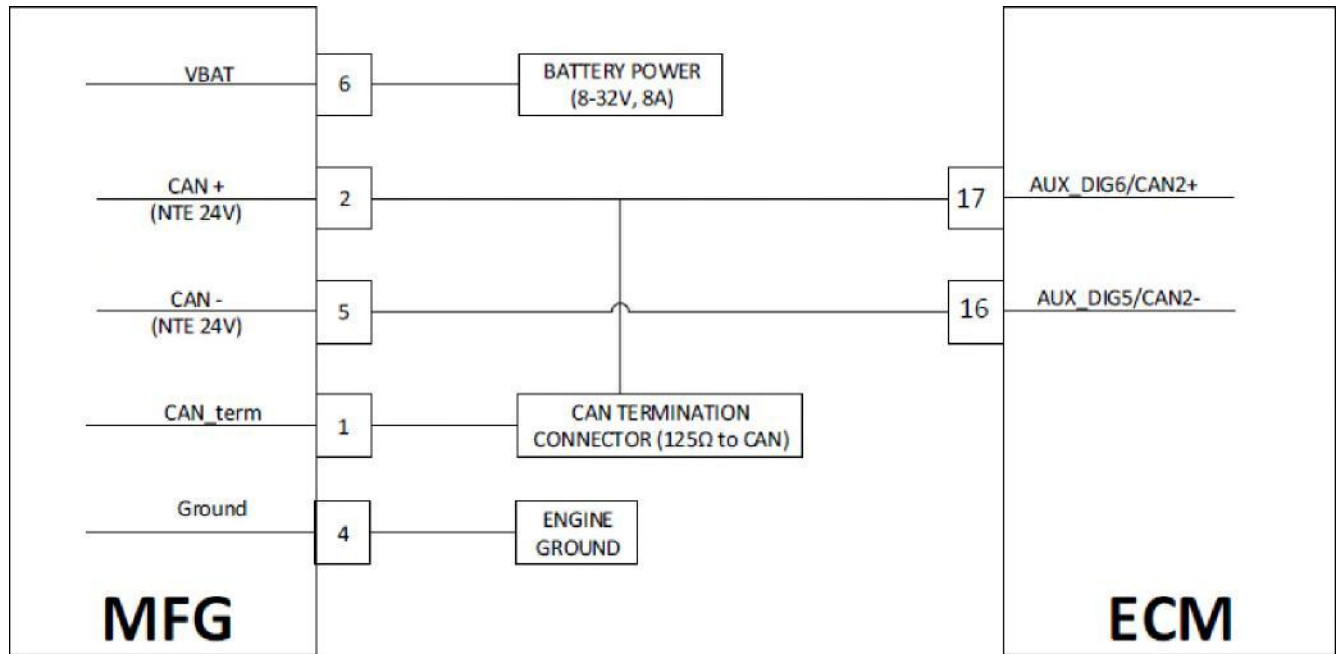 VBAT
6
BATTERY POWER
(8-32V, 8A)
CAN +
(NTE 24V)
2
17
AUX_DIG6/CAN2+
CAN -
(NTE 24V)
5
16
AUX_DIG5/CAN2-
CAN_term
1
CAN TERMINATION
CONNECTOR (125Ω to CAN)
Ground
4
ENGINE
GROUND
MFG
ECM